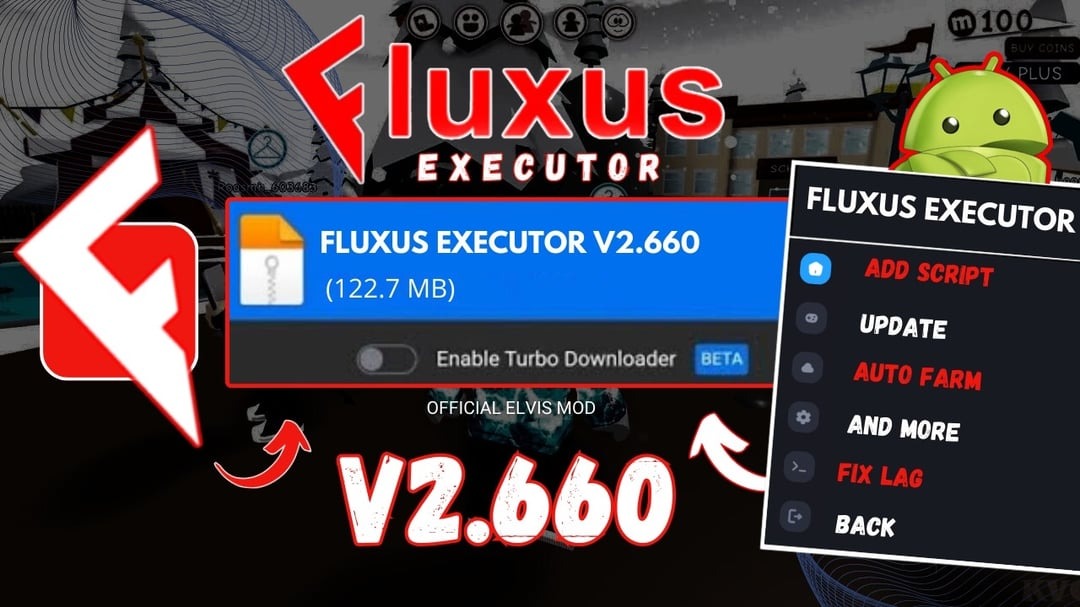 m 100
BUY COINS
PLUS
Fluxus
EXECUTOR
FLUXUS EXECUTOR V2.660
(122.7 MB)
Enable Turbo Downloader BETA
OFFICIAL ELVIS MOD
V2.660
FLUXUS EXECUTOR
ADD SCRIPT
UPDATE
AUTO FARM
AND MORE
FIX LAG
BACK